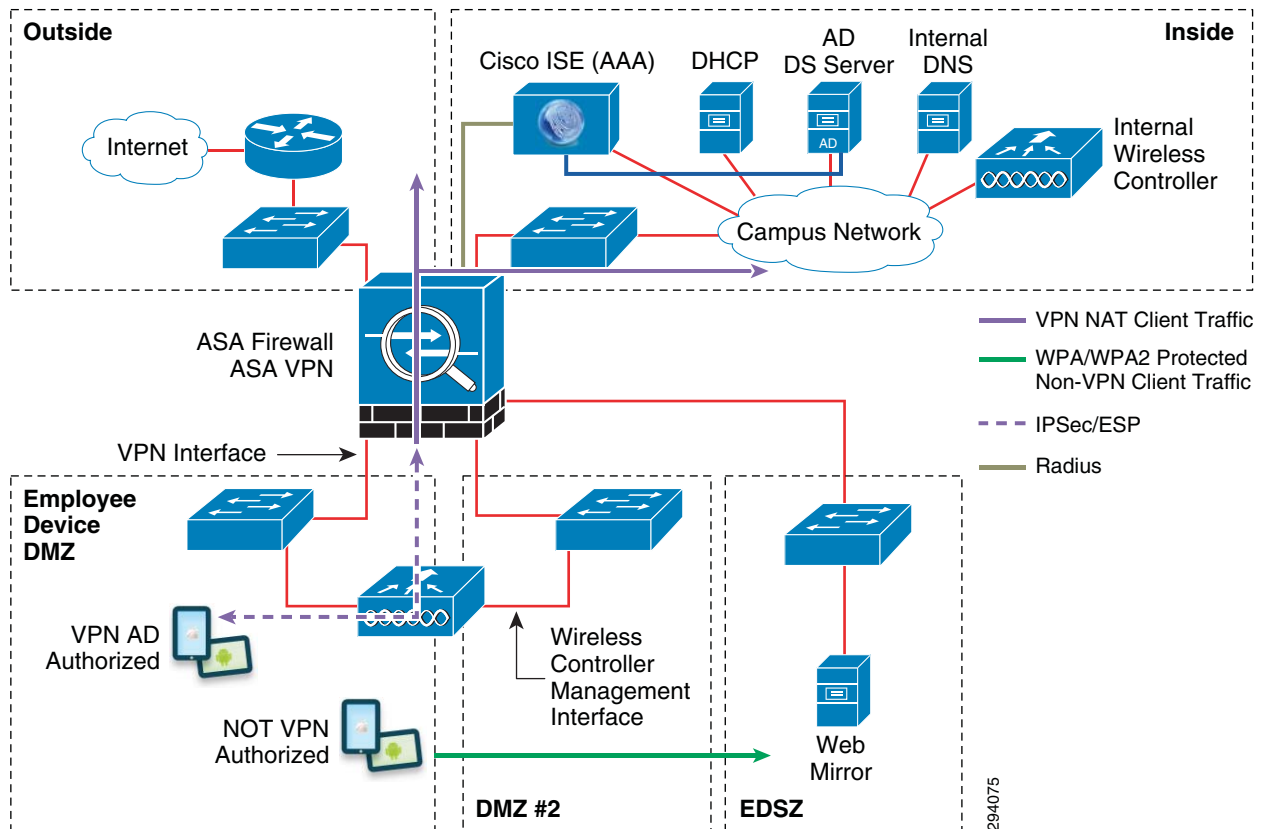 Outside
Inside
Cisco ISE (AAA)
DHCP
AD
DS Server
Internal
DNS
Internet
AD
Internal
Wireless
Controller
Campus Network
ASA Firewall
ASA VPN
VPN NAT Client Traffic
WPA/WPA2 Protected
Non-VPN Client Traffic
IPSec/ESP
Radius
VPN Interface
Employee
Device
DMZ
VPN AD
Authorized
Wireless
Controller
Management
Interface
NOT VPN
Authorized
Web
Mirror
DMZ #2
EDSZ
294075